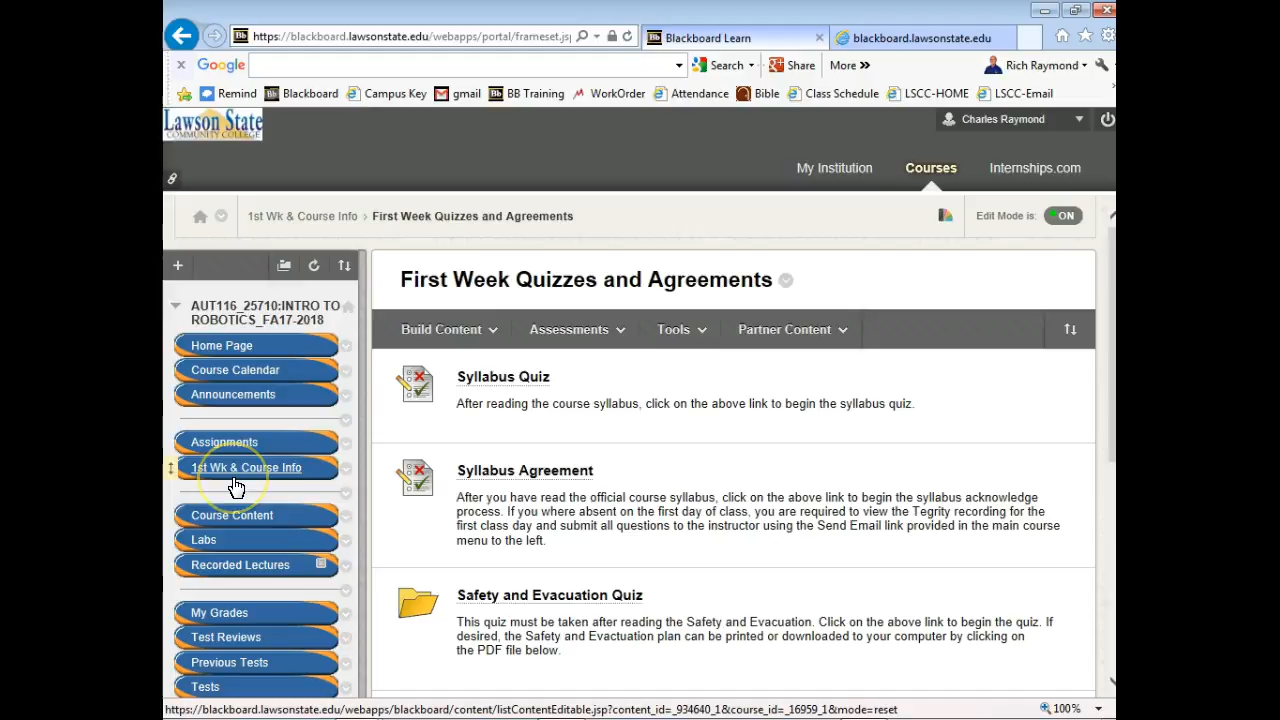 https://blackboard.lawsonstate.edu/webapps/portal/frameset.jsp
Blackboard Learn
blackboard.lawsonstate.edu
Google
Search
Share
More »
Rich Raymond
Remind
Blackboard
Campus Key
gmail
BB Training
WorkOrder
Attendance
Bible
Class Schedule
LSCC-HOME
LSCC-Email
Lawson State
COMMUNITY COLLEGE
Charles Raymond
My Institution
Courses
Internships.com
1st Wk & Course Info > First Week Quizzes and Agreements
Edit Mode is:
ON
AUT116_25710:INTRO TO
ROBOTICS_FA17-2018
Home Page
Course Calendar
Announcements
Assignments
1st Wk & Course Info
Course Content
Labs
Recorded Lectures
My Grades
Test Reviews
Previous Tests
Tests
First Week Quizzes and Agreements
Build Content
Assessments
Tools
Partner Content
Syllabus Quiz
After reading the course syllabus, click on the above link to begin the syllabus quiz.
Syllabus Agreement
After you have read the official course syllabus, click on the above link to begin the syllabus acknowledge
process. If you where absent on the first day of class, you are required to view the Tegrity recording for the
first class day and submit all questions to the instructor using the Send Email link provided in the main course
menu to the left.
Safety and Evacuation Quiz
This quiz must be taken after reading the Safety and Evacuation. Click on the above link to begin the quiz. If
desired, the Safety and Evactuation plan can be printed or downloaded to your computer by clicking on
the PDF file below.
https://blackboard.lawsonstate.edu/webapps/blackboard/content/listContentEditable.jsp?content_id=_934640_1&course_id=_16959_1&mode=reset
100%